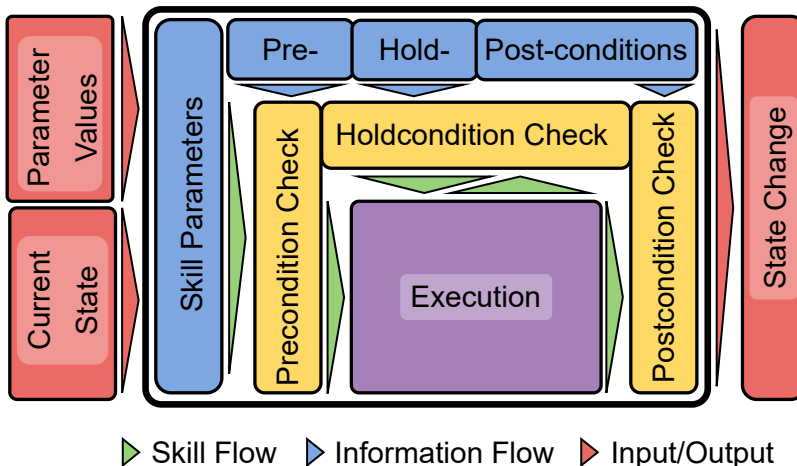 Parameter
Values
Current
State
Skill Parameters
Pre-
Hold-
Post-conditions
Precondition Check
Holdcondition Check
Execution
Postcondition Check
State Change
Skill Flow
Information Flow
Input/Output